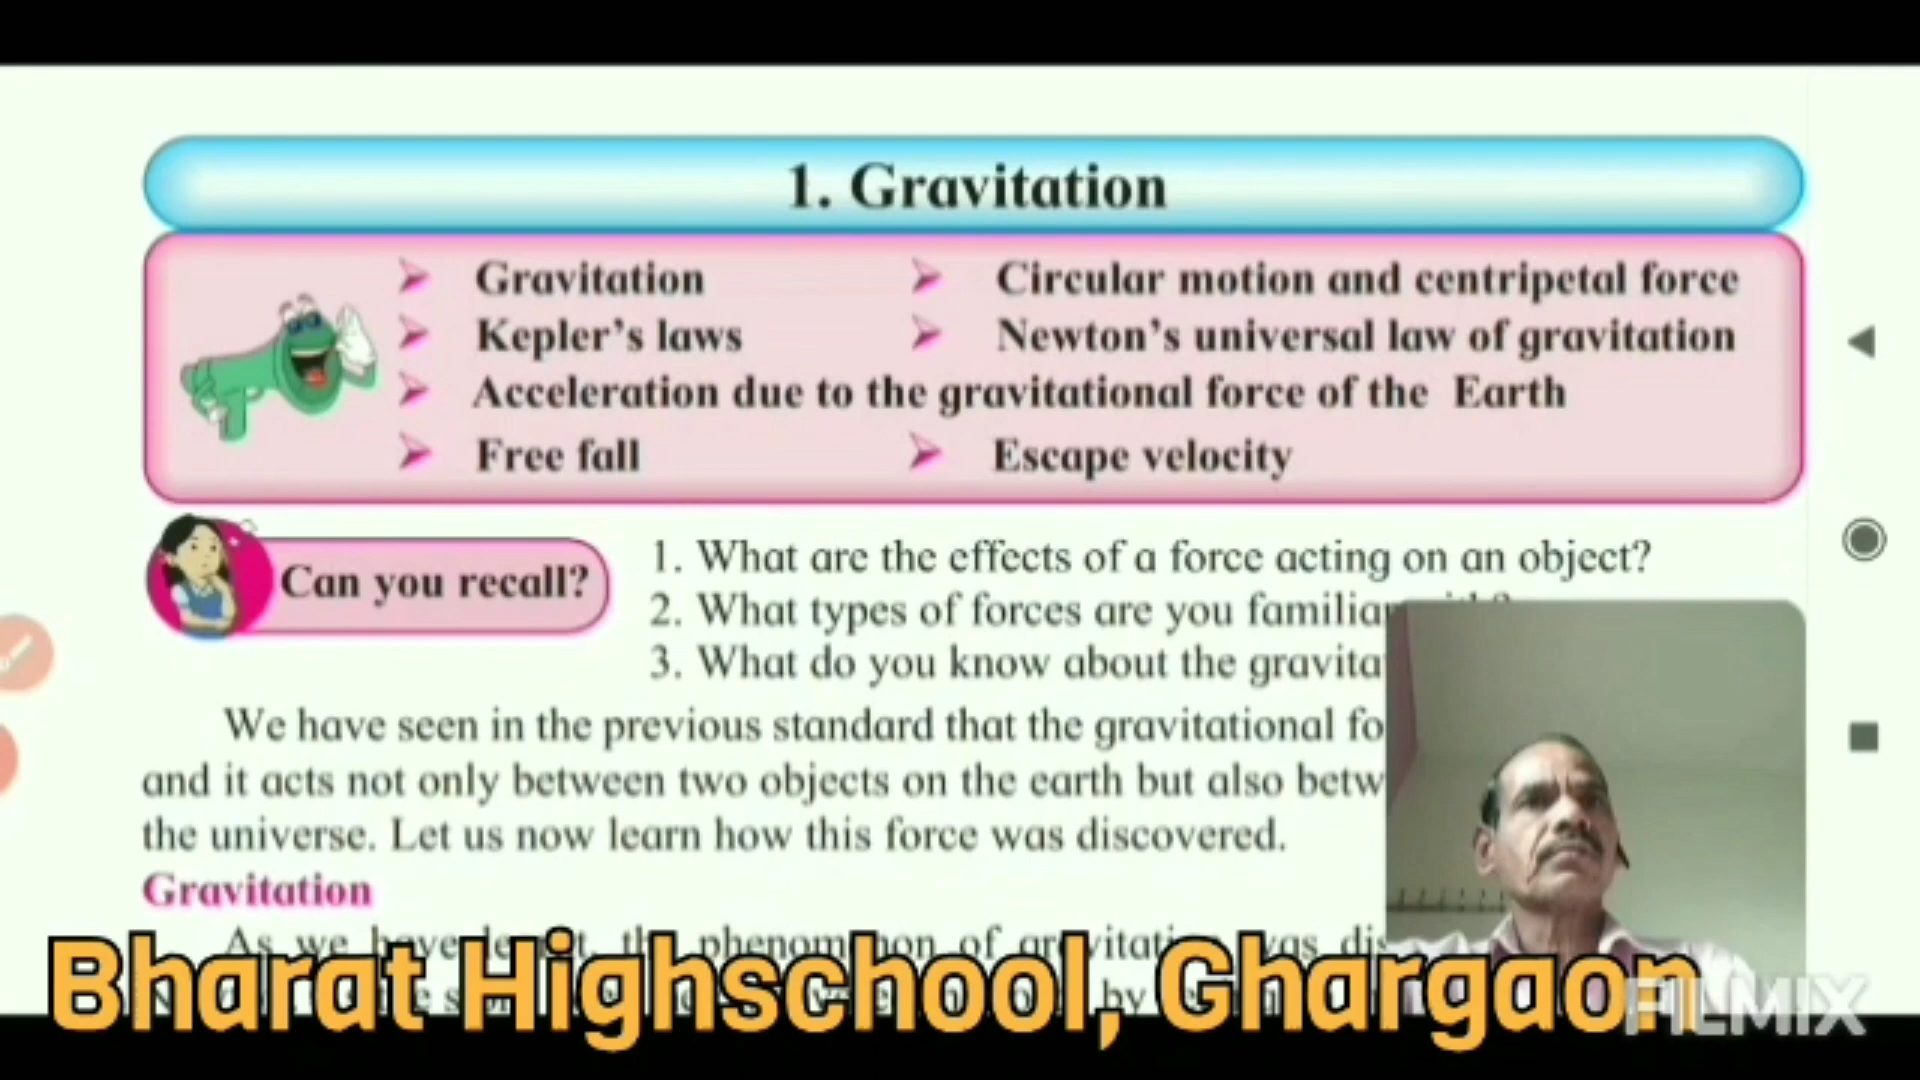 1. Gravitation
Gravitation
Circular motion and centripetal force
Kepler's laws
Newton's universal law of gravitation
Acceleration due to the gravitational force of the Earth
Free fall
Escape velocity
Can you recall?
1. What are the effects of a force acting on an object?
2. What types of forces are you familiar
3. What do you know about the
We have seen in the previous standard that the gravitational
and it acts not only between two objects on the earth but also
the universe. Let us now learn how this force was discovered.
Gravitation
As we phenomenon of
by
Bharat Highschool, Ghargaon
FILMIX